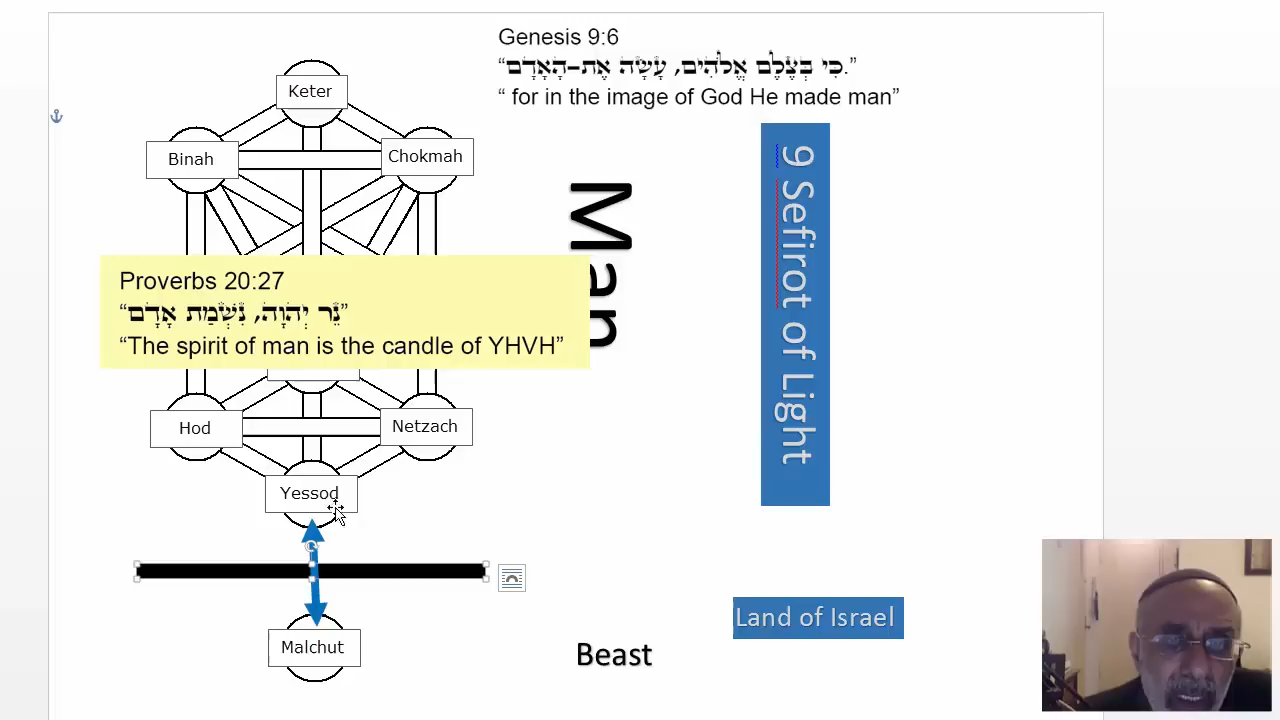 Genesis 9:6
“כִּי בְּצֶלֶם אֱלֹהִים, עָשָׂה אֶת-הָאָדָם.”
“ for in the image of God He made man”
Keter
Binah
Chokmah
Man
9 Sefirot of Light
Proverbs 20:27
“נֵר יְהוָה, נִשְׁמַת אָדָם”
“The spirit of man is the candle of YHVH”
Hod
Netzach
Yessod
Land of Israel
Malchut
Beast